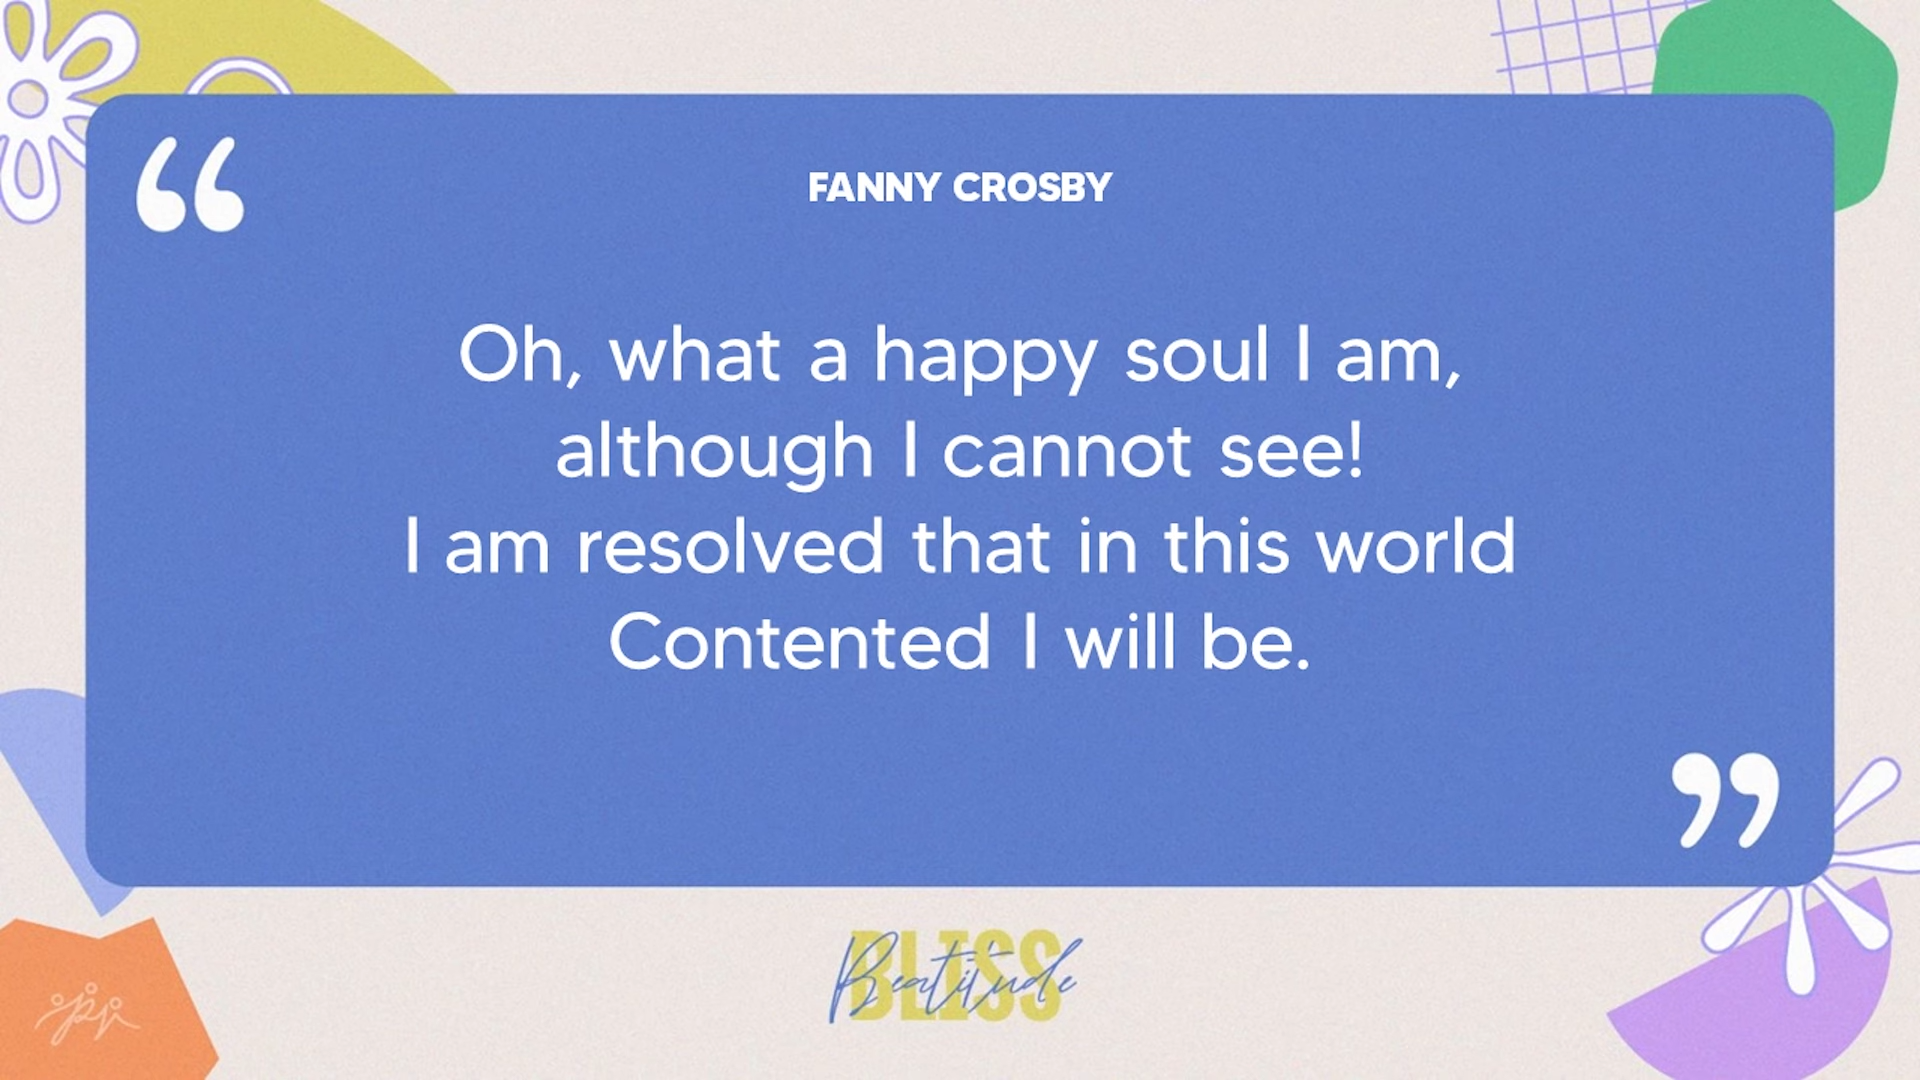 FANNY CROSBY
“
Oh, what a happy soul I am,
although I cannot see!
I am resolved that in this world
Contented I will be.
”
BLISS
Beatitude